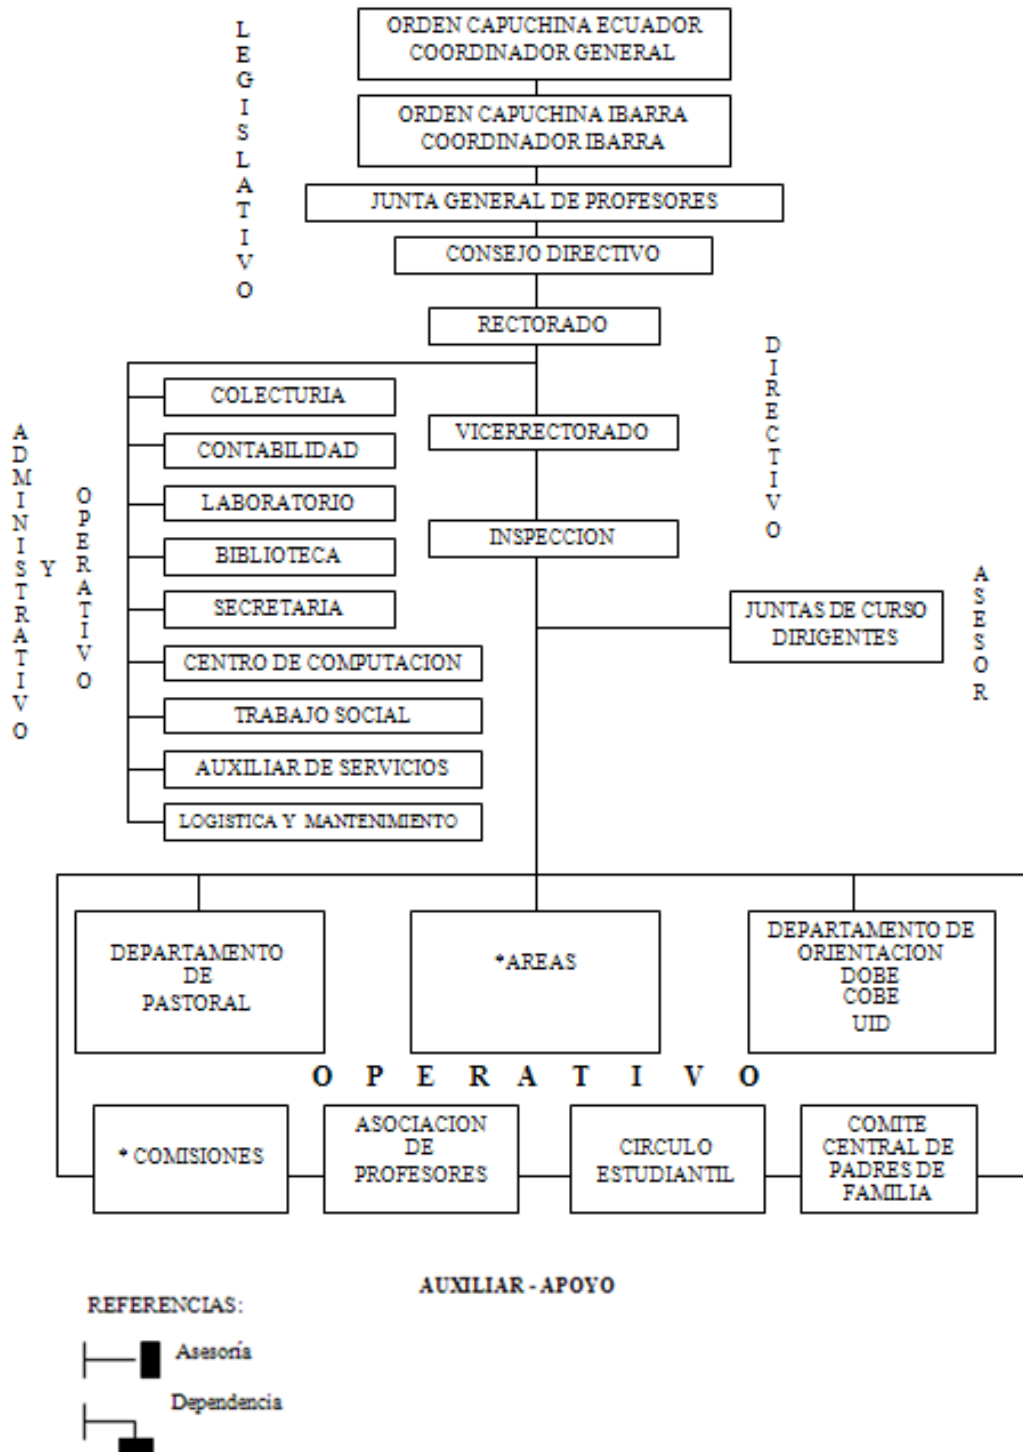 LEGISLATIVO
ORDEN CAPUCHINA ECUADOR
COORDINADOR GENERAL
ORDEN CAPUCHINA IBARRA
COORDINADOR IBARRA
JUNTA GENERAL DE PROFESORES
CONSEJO DIRECTIVO
RECTORADO
DIRECTIVO
VICERRECTORADO
INSPECCION
ADMINISTRATIVO
Y
OPERATIVO
COLECTURIA
CONTABILIDAD
LABORATORIO
BIBLIOTECA
SECRETARIA
CENTRO DE COMPUTACION
TRABAJO SOCIAL
AUXILIAR DE SERVICIOS
LOGISTICA Y MANTENIMIENTO
ASESOR
JUNTAS DE CURSO
DIRIGENTES
DEPARTAMENTO
DE
PASTORAL
*AREAS
DEPARTAMENTO DE
ORIENTACION
DOBE
COBE
UID
OPERATIVO
* COMISIONES
ASOCIACION
DE
PROFESORES
CIRCULO
ESTUDIANTIL
COMITE
CENTRAL DE
PADRES DE
FAMILIA
AUXILIAR - APOYO
REFERENCIAS:
Asesoría
Dependencia